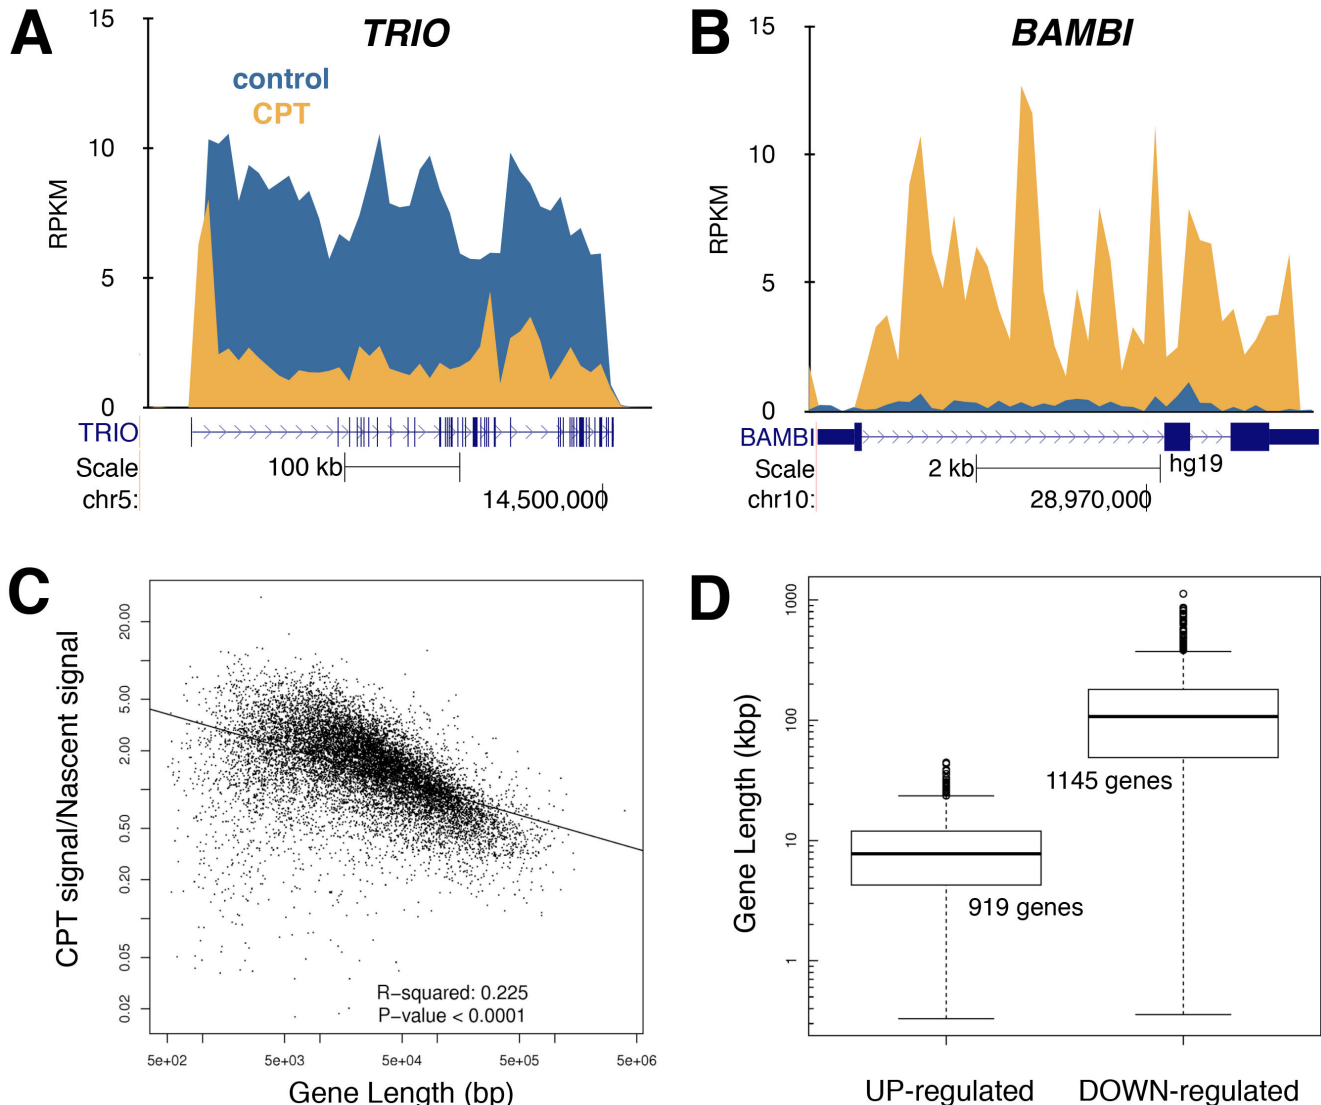 A
TRIO
15
10
5
0
RPKM
control
CPT
TRIO
Scale
100 kb
chr5:
14,500,000
B
BAMBI
15
10
5
0
RPKM
BAMBI
Scale
2 kb
hg19
chr10:
28,970,000
C
CPT signal/Nascent signal
20.00
5.00
2.00
0.50
0.20
0.05
0.02
R-squared: 0.225
P-value < 0.0001
5e+02 5e+03 5e+04 5e+05 5e+06
Gene Length (bp)
D
Gene Length (kbp)
1000
100
10
1
1145 genes
919 genes
UP-regulated DOWN-regulated